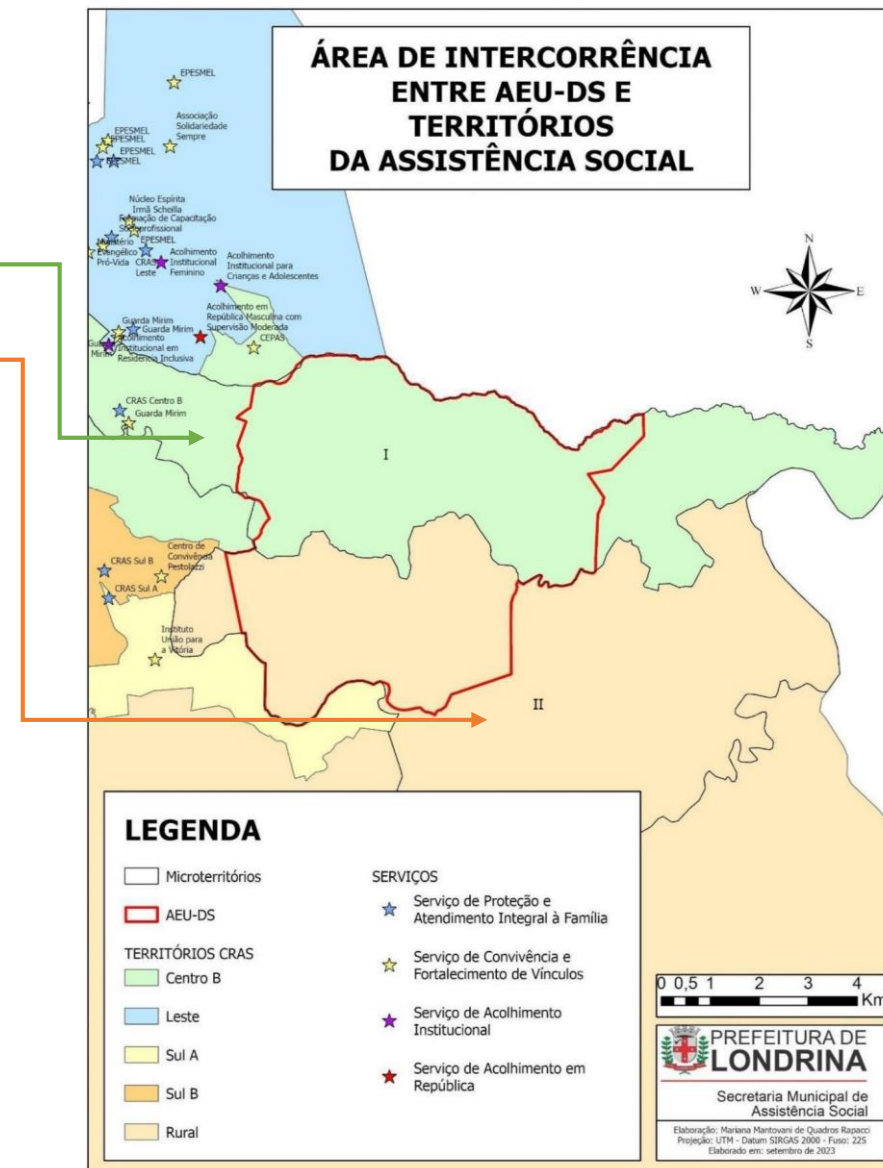 ÁREA DE INTERCORRÊNCIA
ENTRE AEU-DS E
TERRITÓRIOS
DA ASSISTÊNCIA SOCIAL
EPESMEL
Associação
Solidariedade
Sempre
EPESMEL
EPESMEL
EPESMEL
Núcleo Espírita
Irmã Scheilla
Formação de Capacitação
EPESMEL
Evangélico
Pró-Vida
CRAS
Leste
Acolhimento
Institucional
Feminino
Acolhimento
Institucional para
Crianças e Adolescentes
Acolhimento em
República Masculina com
Supervisão Moderada
CEPAS
Guarda Mirim
Guarda Mirim
Mirim
Acolhimento
Institucional em
Residência Inclusiva
CRAS Centro B
Guarda Mirim
N
W
E
S
I
CRAS Sul B
Centro de
Convivência
Pestolazzi
CRAS Sul A
Instituto
União para
a Vitória
II
LEGENDA
Microterritórios
AEU-DS
TERRITÓRIOS CRAS
Centro B
Leste
Sul A
Sul B
Rural
SERVIÇOS
Serviço de Proteção e
Atendimento Integral à Família
Serviço de Convivência e
Fortalecimento de Vínculos
Serviço de Acolhimento
Institucional
Serviço de Acolhimento em
República
0 0,5 1 2 3 4
Km
PREFEITURA DE
LONDRINA
Secretaria Municipal de
Assistência Social
Elaboração: Mariana Mantovani de Quadros Rapacci
Projeção: UTM - Datum SIRGAS 2000 - Fuso: 22S
Elaborado em: setembro de 2023